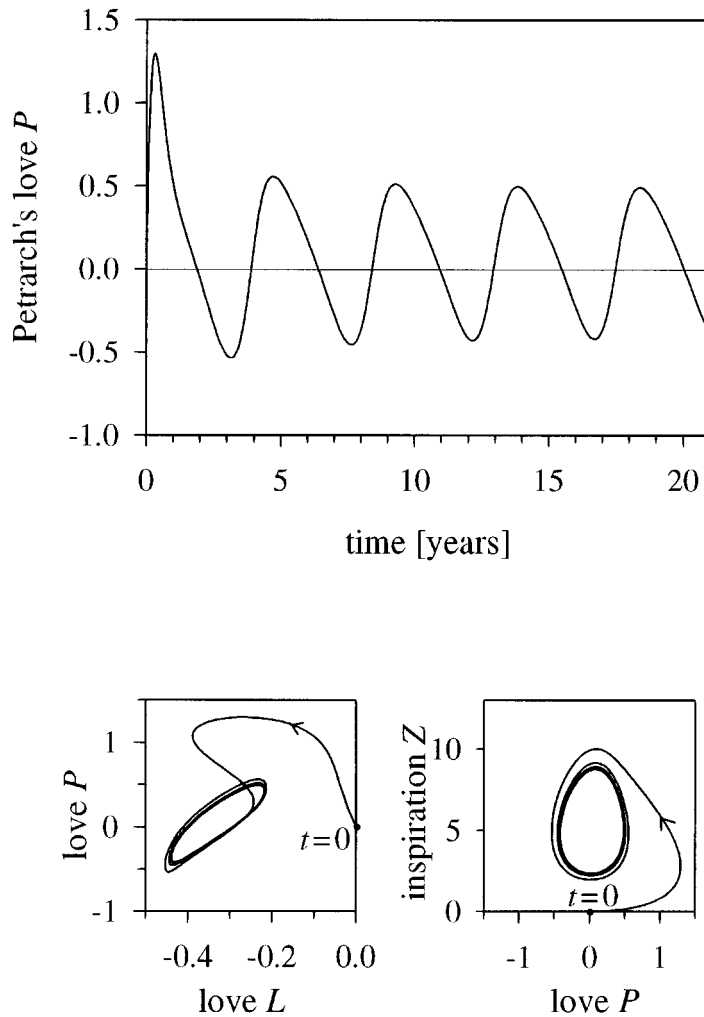 1.5
1.0
0.5
0.0
-0.5
-1.0
Petrarch's love P
0 5 10 15 20
time [years]
1
0
-1
love P
t=0
-0.4 -0.2 0.0
love L
10
5
0
inspiration Z
t=0
-1 0 1
love P